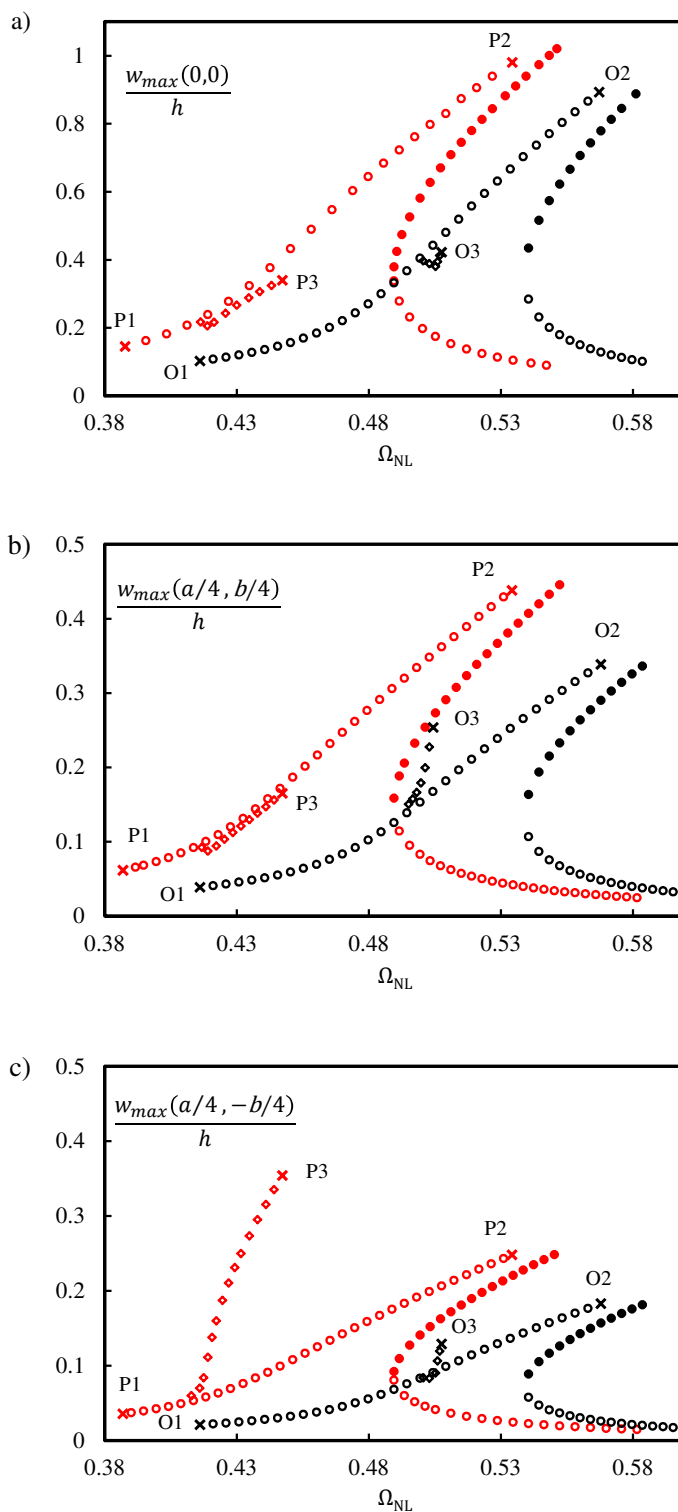 a)
w_max(0,0)
h
1
0.8
0.6
0.4
0.2
0
P1
P2
P3
O1
O2
O3
0.38
0.43
0.48
0.53
0.58
Ω_NL
b)
w_max(a/4 , b/4)
h
0.5
0.4
0.3
0.2
0.1
0
P1
P2
P3
O1
O2
O3
0.38
0.43
0.48
0.53
0.58
Ω_NL
c)
w_max(a/4 , −b/4)
h
0.5
0.4
0.3
0.2
0.1
0
P1
P2
P3
O1
O2
O3
0.38
0.43
0.48
0.53
0.58
Ω_NL